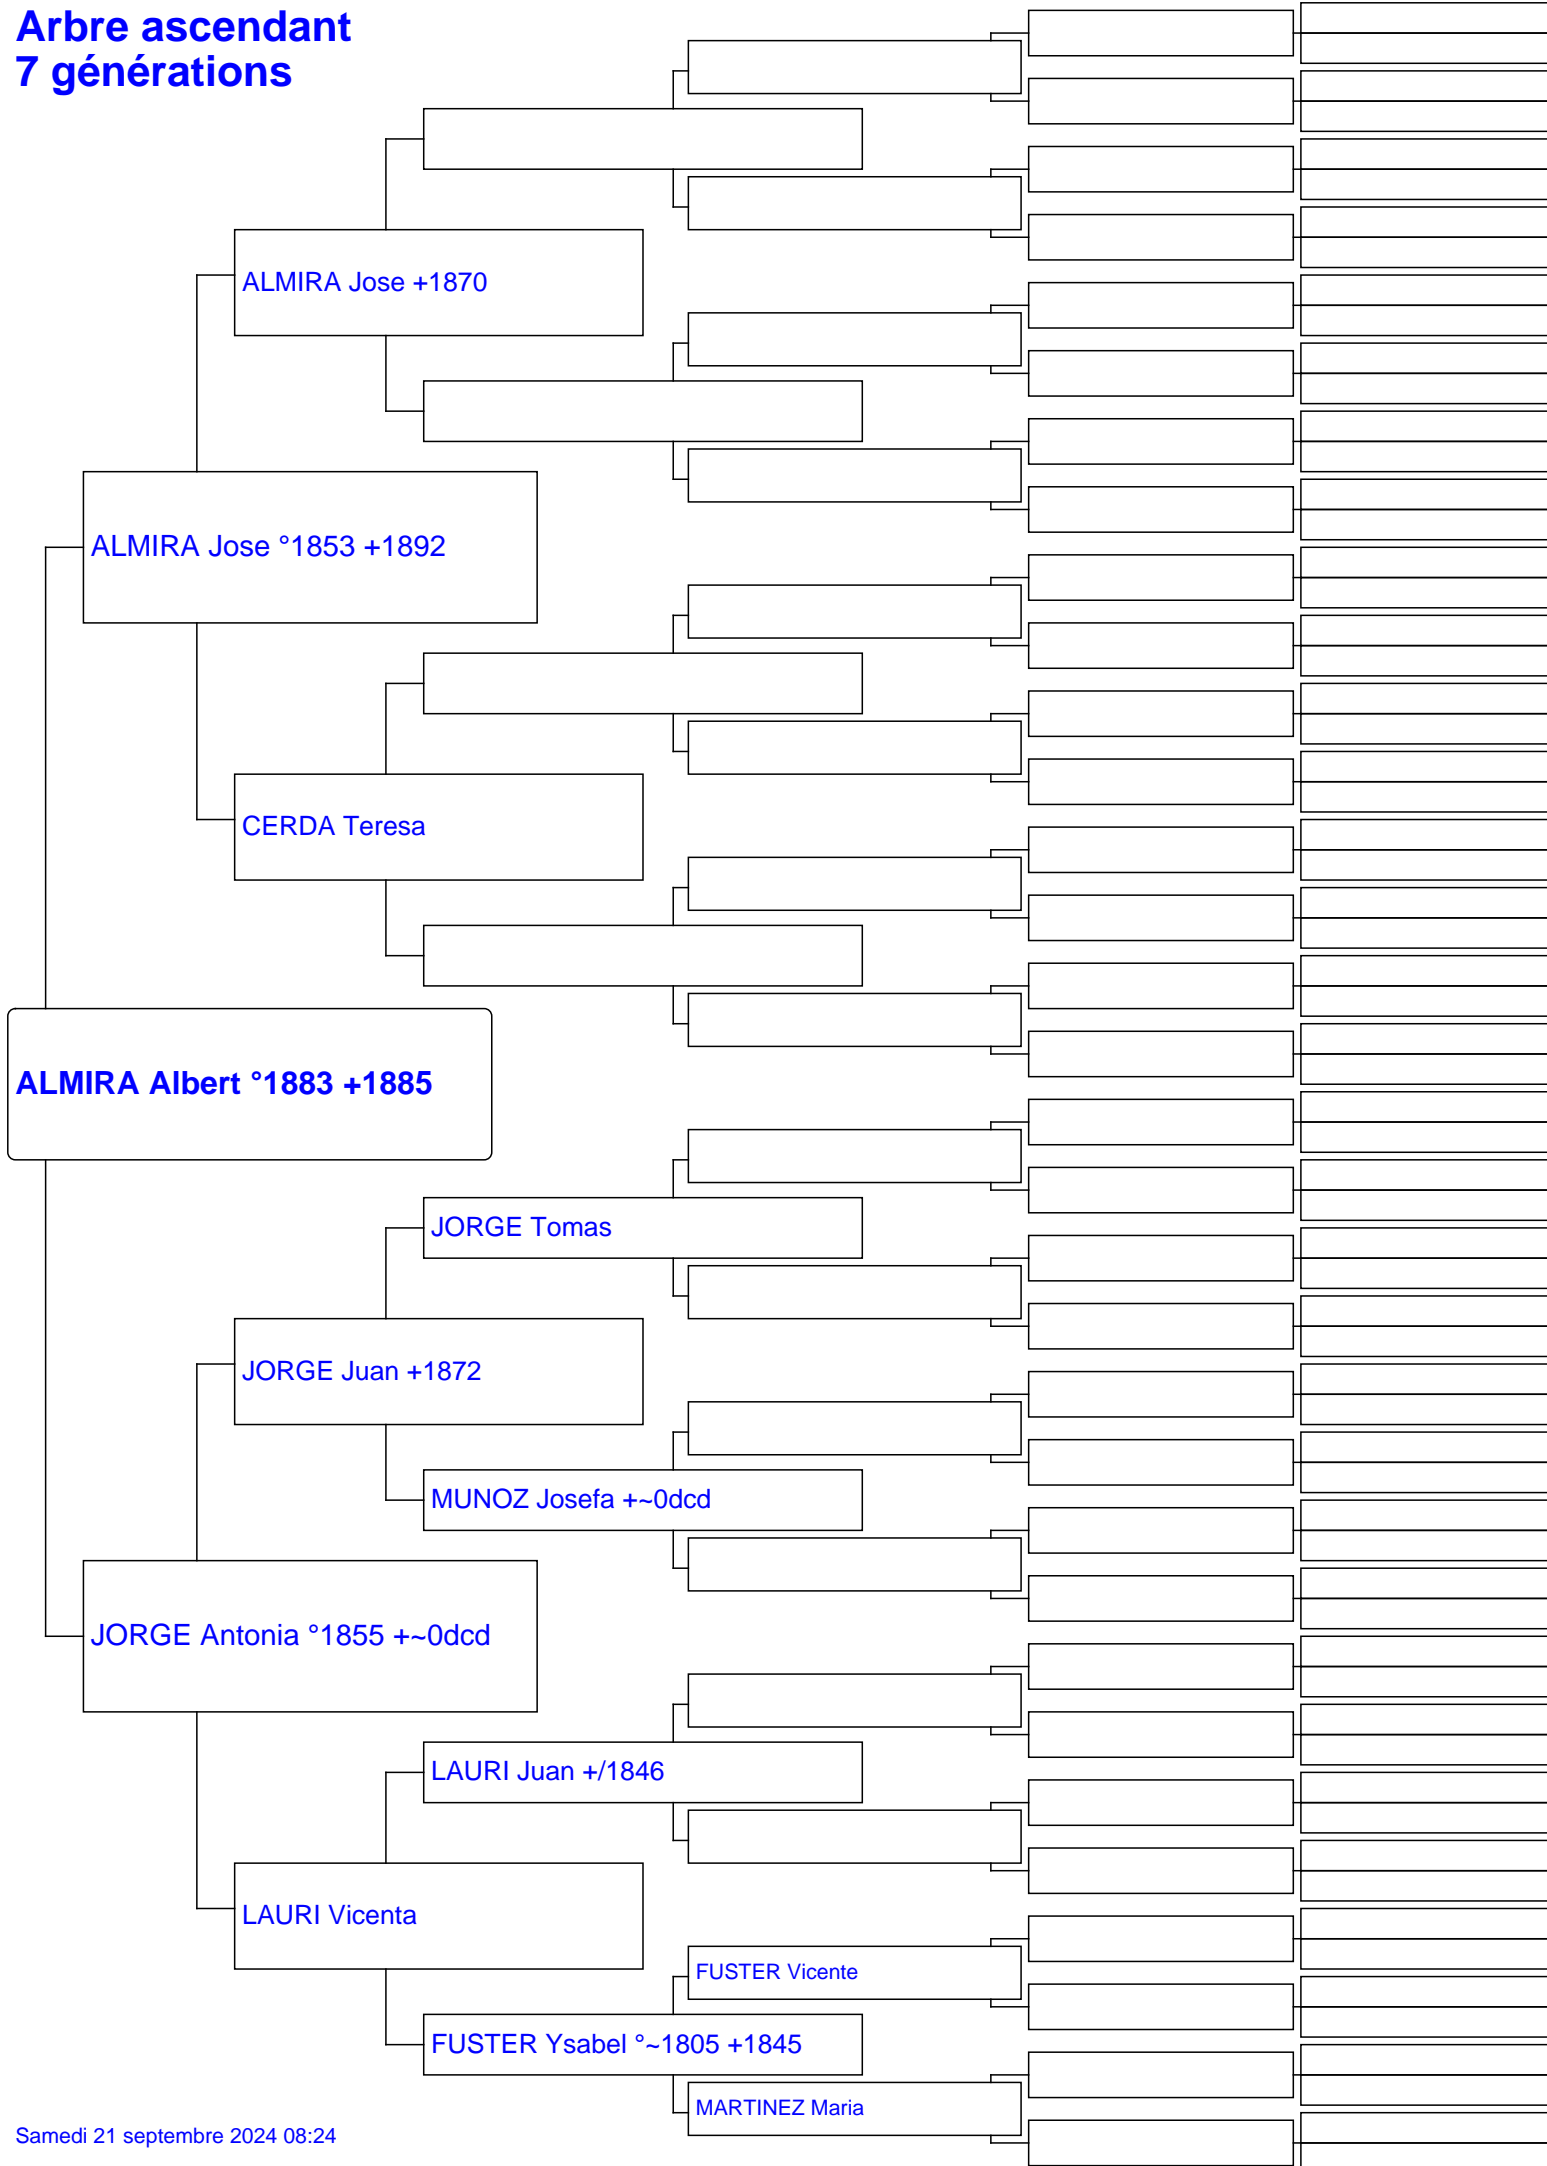 Arbre ascendant
7 générations
ALMIRA Jose +1870
ALMIRA Jose °1853 +1892
CERDA Teresa
ALMIRA Albert °1883 +1885
JORGE Tomas
JORGE Juan +1872
MUNOZ Josefa +~0dcd
JORGE Antonia °1855 +~0dcd
LAURI Juan +/1846
LAURI Vicenta
FUSTER Vicente
FUSTER Ysabel °~1805 +1845
MARTINEZ Maria
Samedi 21 septembre 2024 08:24